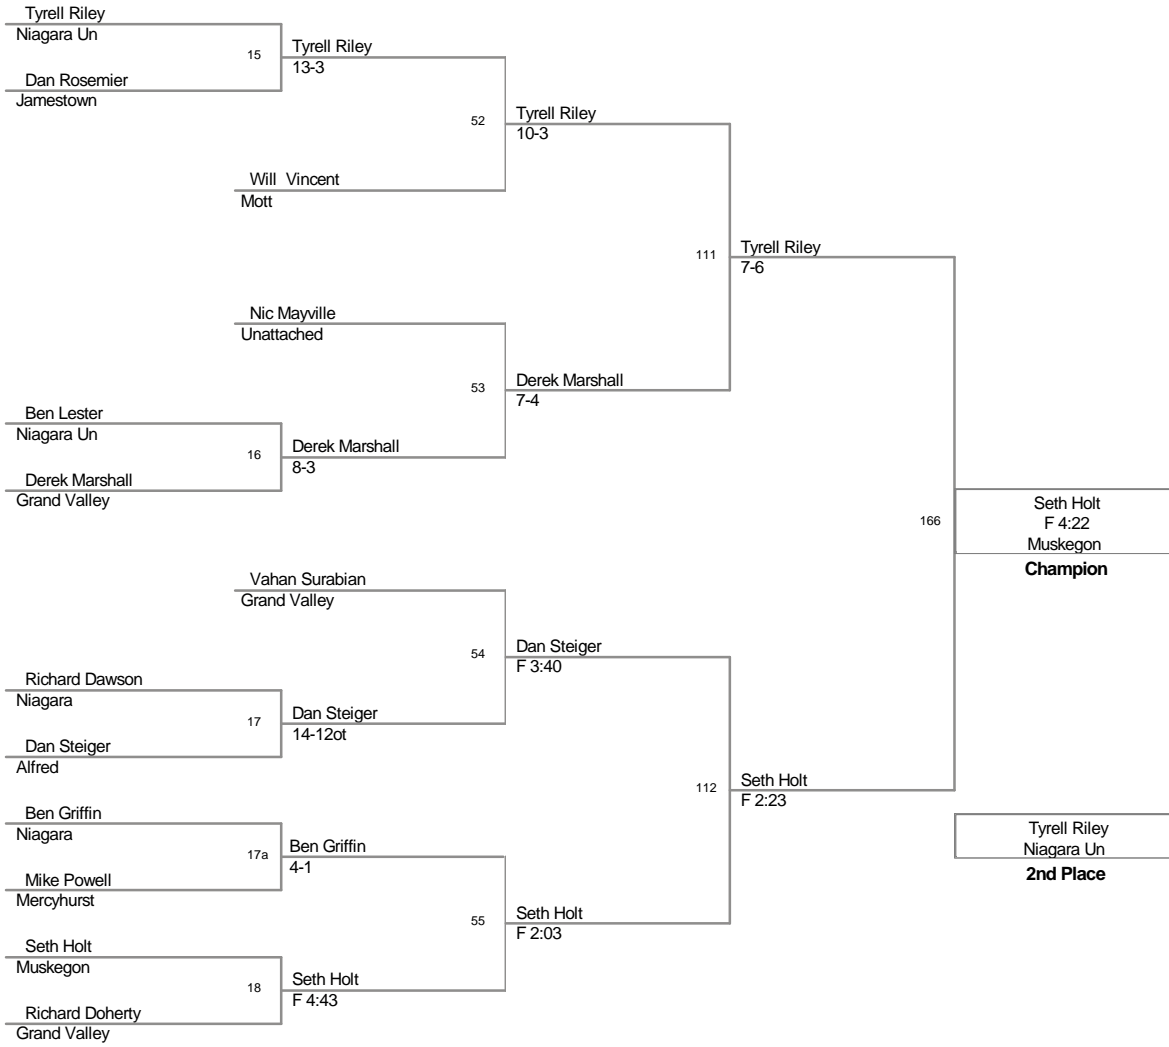 Tyrell Riley
Niagara Un
15
Tyrell Riley
13-3
Dan Rosemier
Jamestown
52
Tyrell Riley
10-3
Will  Vincent
Mott
111
Tyrell Riley
7-6
Nic Mayville
Unattached
53
Derek Marshall
7-4
Ben Lester
Niagara Un
16
Derek Marshall
8-3
Derek Marshall
Grand Valley
166
Seth Holt
F 4:22
Muskegon
Champion
Vahan Surabian
Grand Valley
54
Dan Steiger
F 3:40
Richard Dawson
Niagara
17
Dan Steiger
14-12ot
Dan Steiger
Alfred
112
Seth Holt
F 2:23
Ben Griffin
Niagara
17a
Ben Griffin
4-1
Mike Powell
Mercyhurst
Tyrell Riley
Niagara Un
2nd Place
55
Seth Holt
F 2:03
Seth Holt
Muskegon
18
Seth Holt
F 4:43
Richard Doherty
Grand Valley